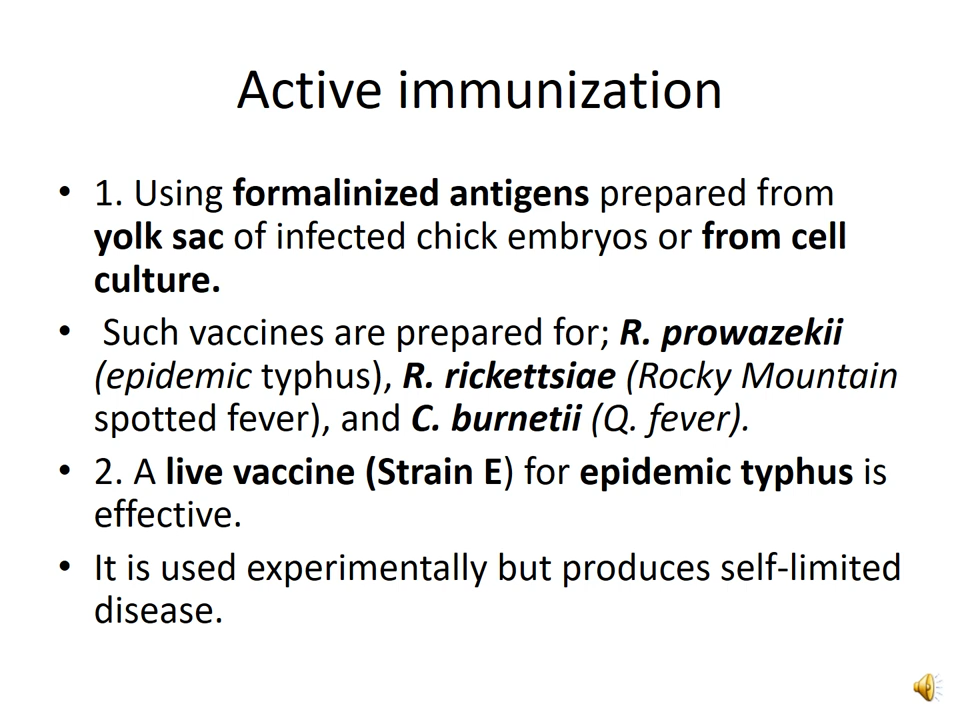 Active immunization
• 1. Using formalinized antigens prepared from
yolk sac of infected chick embryos or from cell
culture.
• Such vaccines are prepared for; R. prowazekii
(epidemic typhus), R. rickettsiae (Rocky Mountain
spotted fever), and C. burnetii (Q. fever).
• 2. A live vaccine (Strain E) for epidemic typhus is
effective.
• It is used experimentally but produces self-limited
disease.